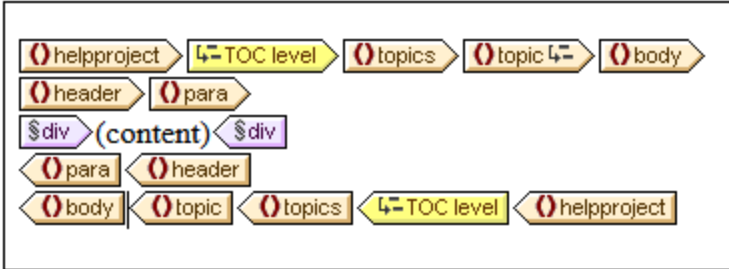 ()helpproject TOC level ()topics ()topic ()body
()header ()para
§div (content) §div
()para ()header
()body ()topic ()topics TOC level ()helpproject